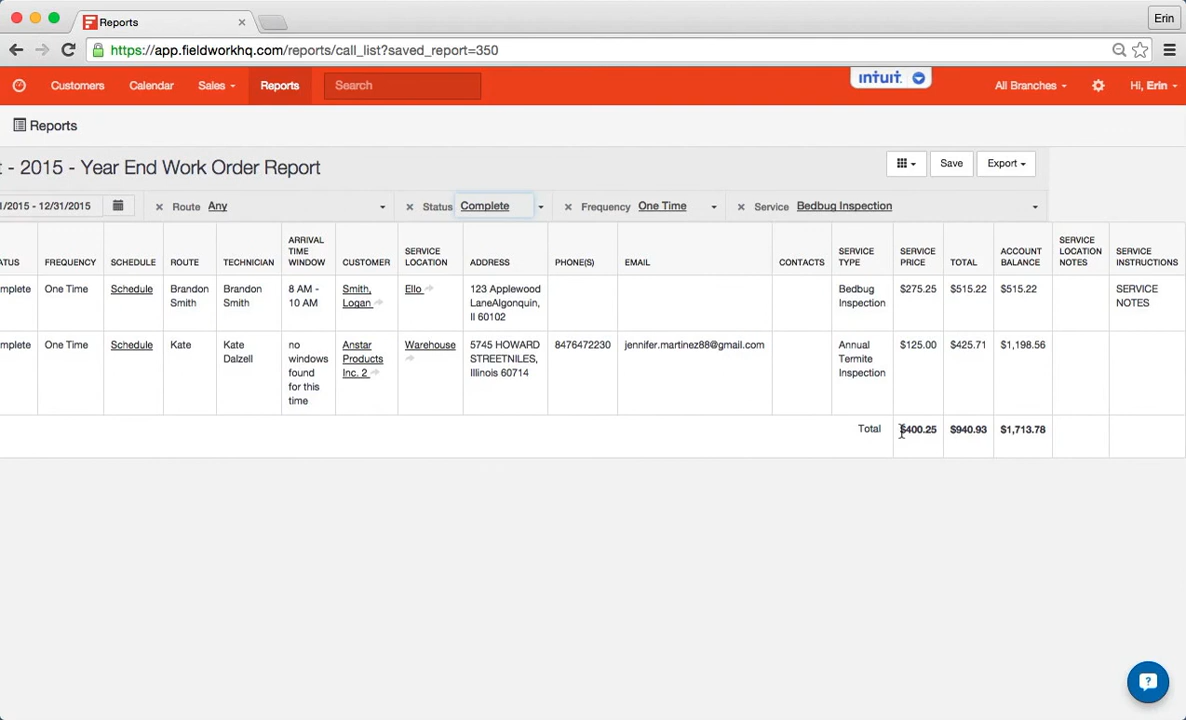 Reports
Erin
https://app.fieldworkhq.com/reports/call_list?saved_report=350
Customers
Calendar
Sales
Reports
Search
intuit
All Branches
Hi, Erin
Reports
- 2015 - Year End Work Order Report
Save
Export
/2015 - 12/31/2015
Route Any
Status Complete
Frequency One Time
Service Bedbug Inspection
ATUS
FREQUENCY
SCHEDULE
ROUTE
TECHNICIAN
ARRIVAL
TIME
WINDOW
CUSTOMER
SERVICE
LOCATION
ADDRESS
PHONE(S)
EMAIL
CONTACTS
SERVICE
TYPE
SERVICE
PRICE
TOTAL
ACCOUNT
BALANCE
SERVICE
LOCATION
NOTES
SERVICE
INSTRUCTIONS
mplete
One Time
Schedule
Brandon
Smith
Brandon
Smith
8 AM -
10 AM
Smith,
Logan
Ello
123 Applewood
LaneAlgonquin,
Il 60102
Bedbug
Inspection
$275.25
$515.22
$515.22
SERVICE
NOTES
mplete
One Time
Schedule
Kate
Kate
Dalzell
no
windows
found
for this
time
Anstar
Products
Inc. 2
Warehouse
5745 HOWARD
STREETNILES,
Illinois 60714
8476472230
jennifer.martinez88@gmail.com
Annual
Termite
Inspection
$125.00
$425.71
$1,198.56
Total
$400.25
$940.93
$1,713.78